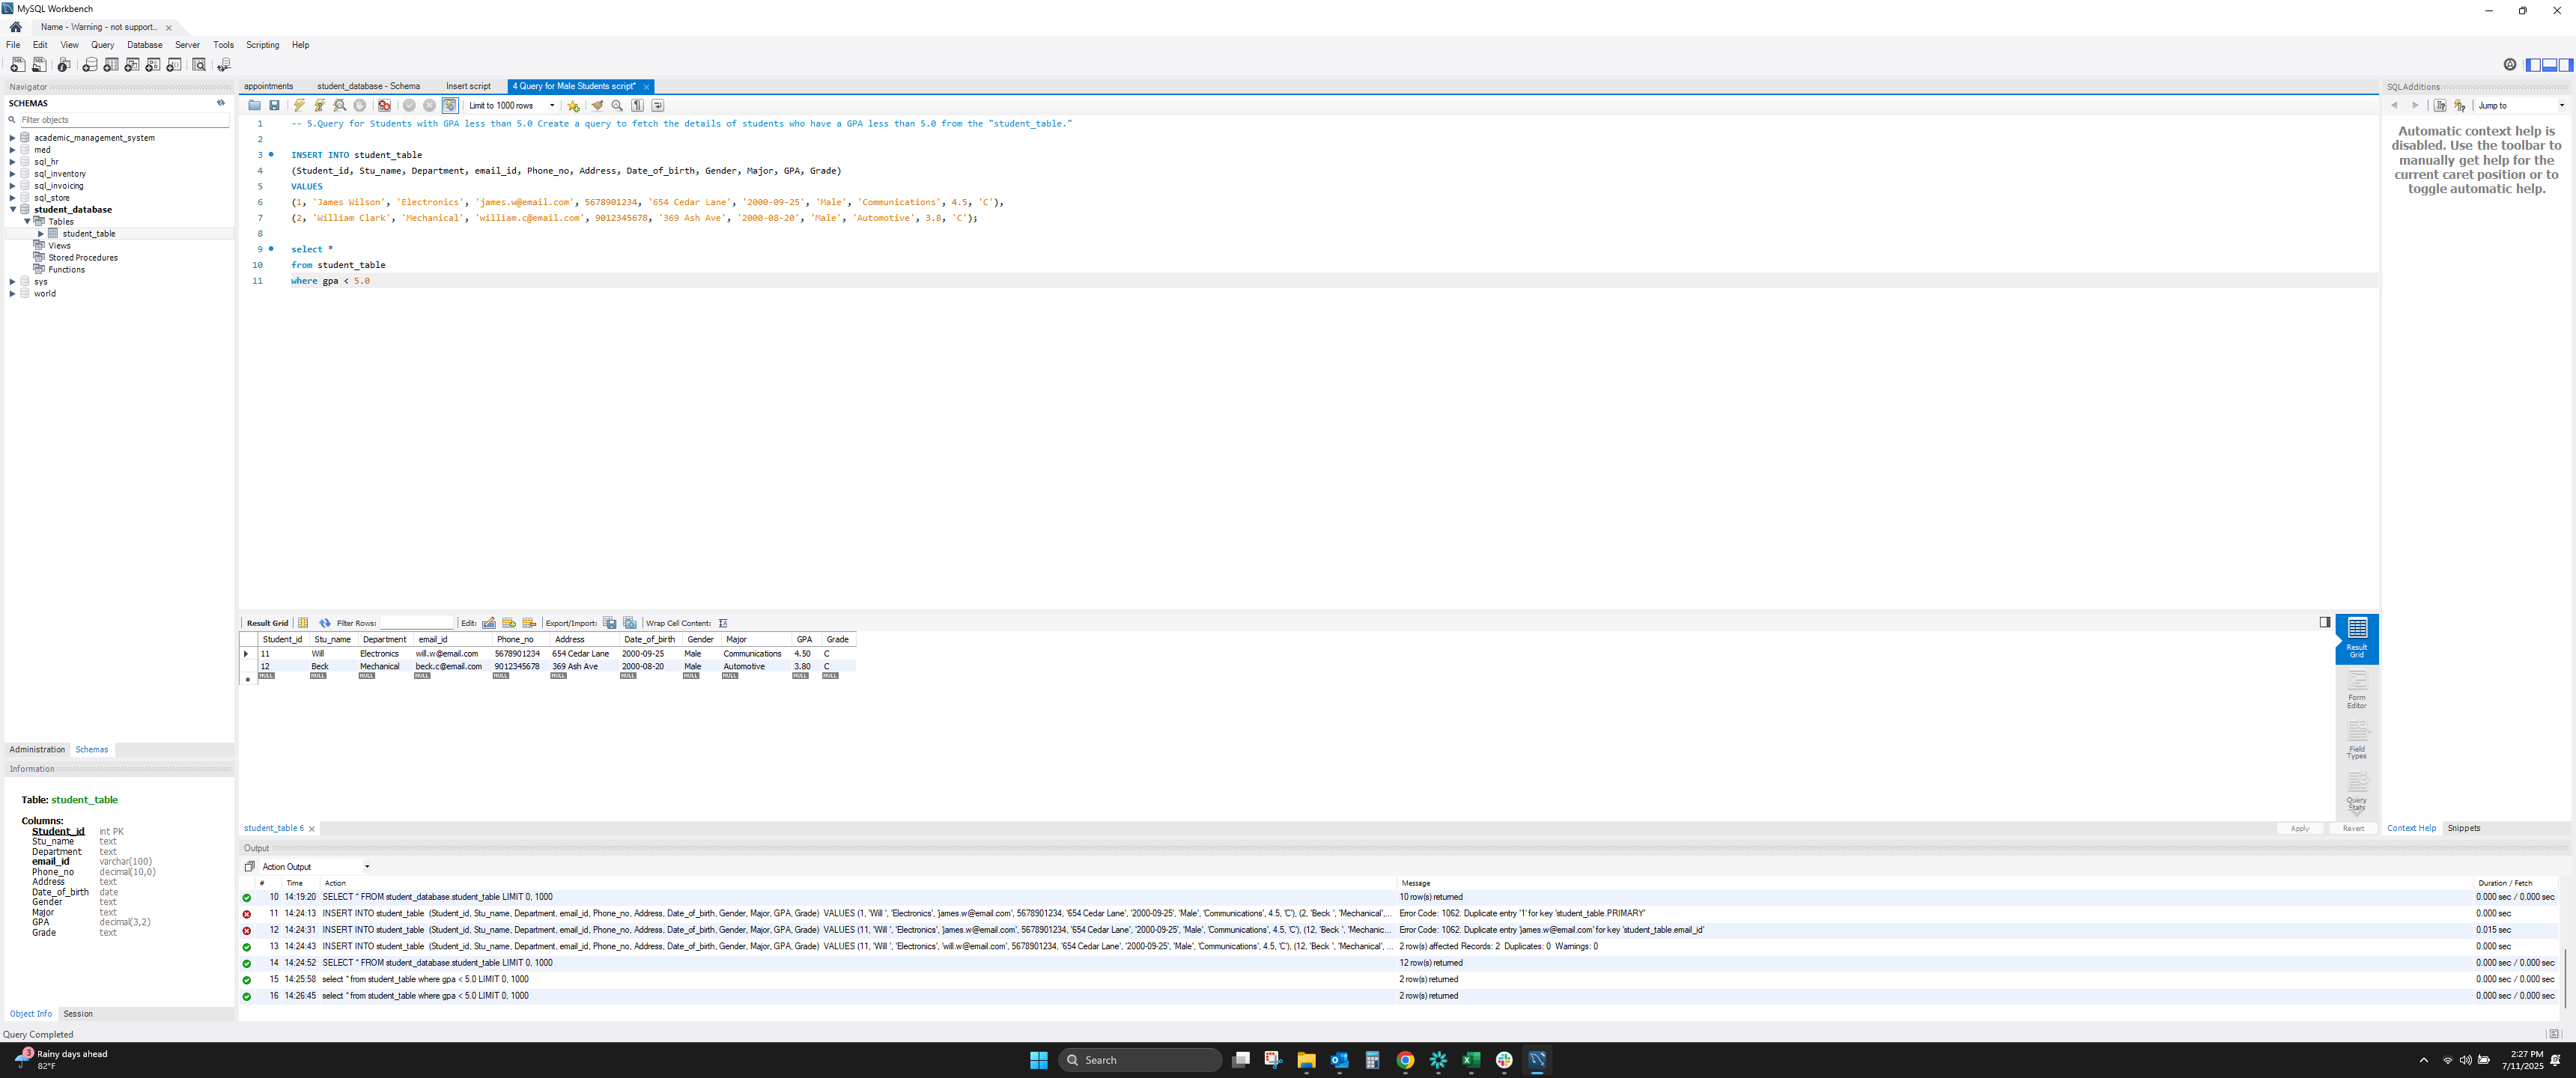 MySQL Workbench
Name - Warning - not support...
File Edit View Query Database Server Tools Scripting Help
Navigator
SCHEMAS
Filter objects
academic_management_system
med
sql_hr
sql_inventory
sql_invoicing
sql_store
student_database
Tables
student_table
Views
Stored Procedures
Functions
sys
world
Administration Schemas
Information
Table: student_table
Columns:
Student_id int PK
Stu_name text
Department text
email_id varchar(100)
Phone_no decimal(10,0)
Address text
Date_of_birth date
Gender text
Major text
GPA decimal(3,2)
Grade text
Object Info Session
appointments student_database - Schema Insert script 4 Query for Male Students script*
Limit to 1000 rows
1 -- 5.Query for Students with GPA less than 5.0 Create a query to fetch the details of students who have a GPA less than 5.0 from the "student_table."
2
3 INSERT INTO student_table
4 (Student_id, Stu_name, Department, email_id, Phone_no, Address, Date_of_birth, Gender, Major, GPA, Grade)
5 VALUES
6 (1, 'James Wilson', 'Electronics', 'james.w@email.com', 5678901234, '654 Cedar Lane', '2000-09-25', 'Male', 'Communications', 4.5, 'C'),
7 (2, 'William Clark', 'Mechanical', 'william.c@email.com', 9012345678, '369 Ash Ave', '2000-08-20', 'Male', 'Automotive', 3.8, 'C');
8
9 select *
10 from student_table
11 where gpa < 5.0
Result Grid Filter Rows: Edit: Export/Import: Wrap Cell Content:
Student_id Stu_name Department email_id Phone_no Address Date_of_birth Gender Major GPA Grade
11 Will Electronics will.w@email.com 5678901234 654 Cedar Lane 2000-09-25 Male Communications 4.50 C
12 Beck Mechanical beck.c@email.com 9012345678 369 Ash Ave 2000-08-20 Male Automotive 3.80 C
NULL NULL NULL NULL NULL NULL NULL NULL NULL NULL NULL
Result
Grid
Form
Editor
Field
Types
Query
Stats
student_table 6
Apply Revert
Output
Action Output
# Time Action Message Duration / Fetch
10 14:19:20 SELECT * FROM student_database.student_table LIMIT 0, 1000 10 row(s) returned 0.000 sec / 0.000 sec
11 14:24:13 INSERT INTO student_table (Student_id, Stu_name, Department, email_id, Phone_no, Address, Date_of_birth, Gender, Major, GPA, Grade) VALUES (1, 'Will ', 'Electronics', 'james.w@email.com', 5678901234, '654 Cedar Lane', '2000-09-25', 'Male', 'Communications', 4.5, 'C'), (2, 'Beck ', 'Mechanical',... Error Code: 1062. Duplicate entry '1' for key 'student_table.PRIMARY' 0.000 sec
12 14:24:31 INSERT INTO student_table (Student_id, Stu_name, Department, email_id, Phone_no, Address, Date_of_birth, Gender, Major, GPA, Grade) VALUES (11, 'Will ', 'Electronics', 'james.w@email.com', 5678901234, '654 Cedar Lane', '2000-09-25', 'Male', 'Communications', 4.5, 'C'), (12, 'Beck ', 'Mechanic... Error Code: 1062. Duplicate entry 'james.w@email.com' for key 'student_table.email_id' 0.015 sec
13 14:24:43 INSERT INTO student_table (Student_id, Stu_name, Department, email_id, Phone_no, Address, Date_of_birth, Gender, Major, GPA, Grade) VALUES (11, 'Will ', 'Electronics', 'will.w@email.com', 5678901234, '654 Cedar Lane', '2000-09-25', 'Male', 'Communications', 4.5, 'C'), (12, 'Beck ', 'Mechanical', ... 2 row(s) affected Records: 2 Duplicates: 0 Warnings: 0 0.000 sec
14 14:24:52 SELECT * FROM student_database.student_table LIMIT 0, 1000 12 row(s) returned 0.000 sec / 0.000 sec
15 14:25:58 select * from student_table where gpa < 5.0 LIMIT 0, 1000 2 row(s) returned 0.000 sec / 0.000 sec
16 14:26:45 select * from student_table where gpa < 5.0 LIMIT 0, 1000 2 row(s) returned 0.000 sec / 0.000 sec
SQLAdditions
Jump to
Automatic context help is
disabled. Use the toolbar to
manually get help for the
current caret position or to
toggle automatic help.
Context Help Snippets
Query Completed
3
Rainy days ahead
82°F
Search
2:27 PM
7/11/2025